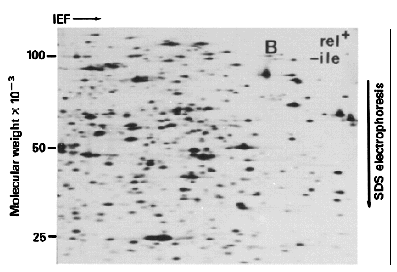 IEF
B
rel+
-ile
100
50
25
Molecular weight × 10⁻³
SDS electrophoresis